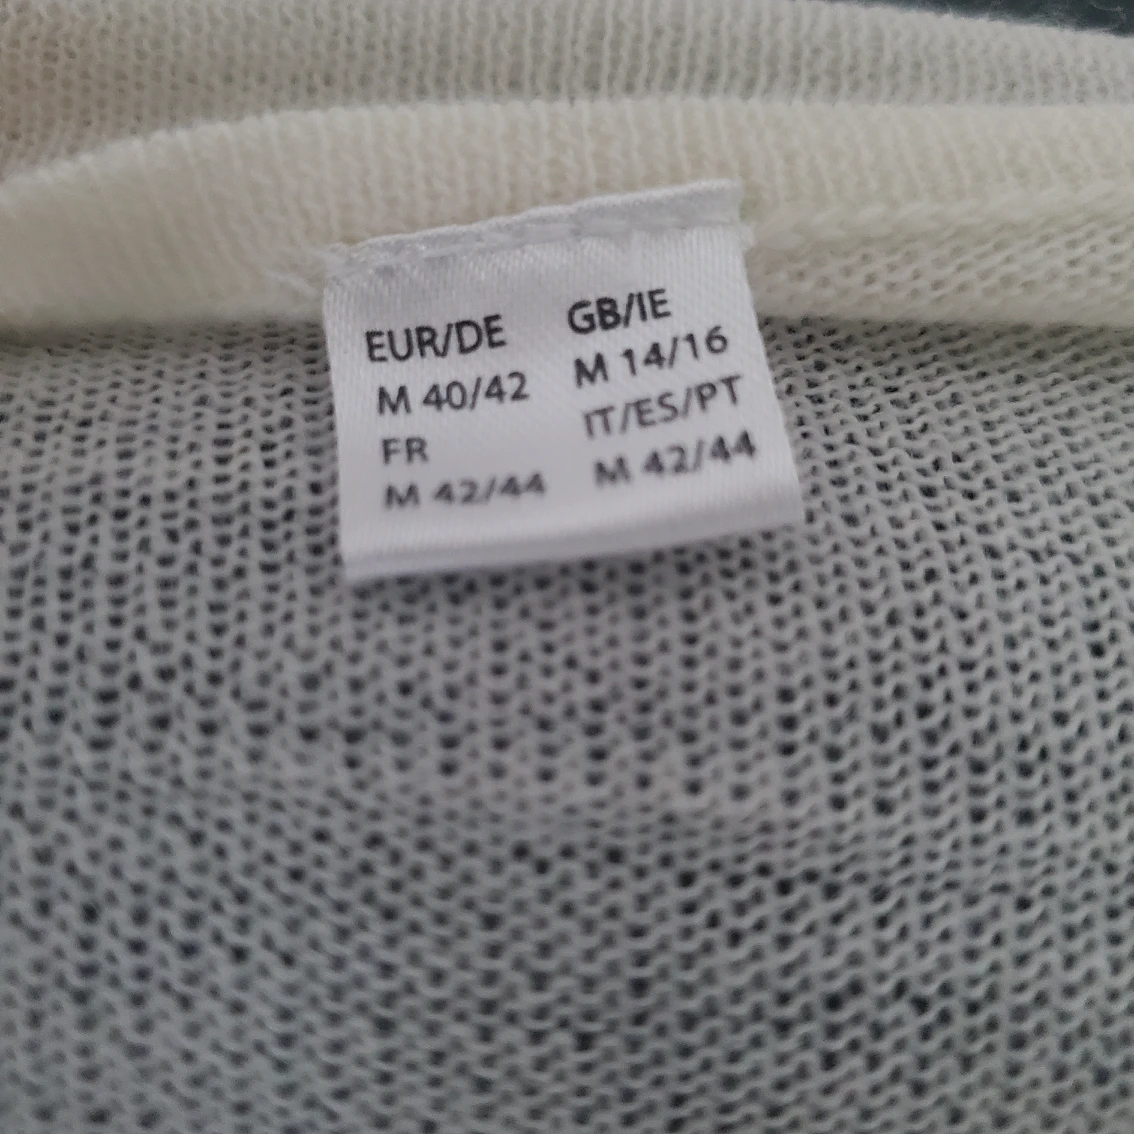 EUR/DE
M 40/42
FR
M 42/44
GB/IE
M 14/16
IT/ES/PT
M 42/44